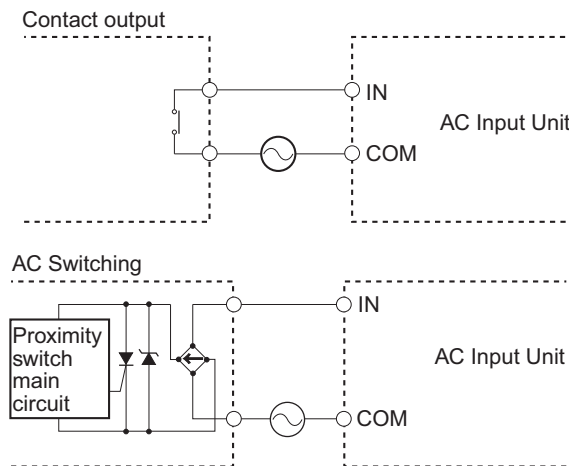 Contact output
IN
AC Input Unit
COM
AC Switching
IN
Proximity
switch
main
circuit
AC Input Unit
COM